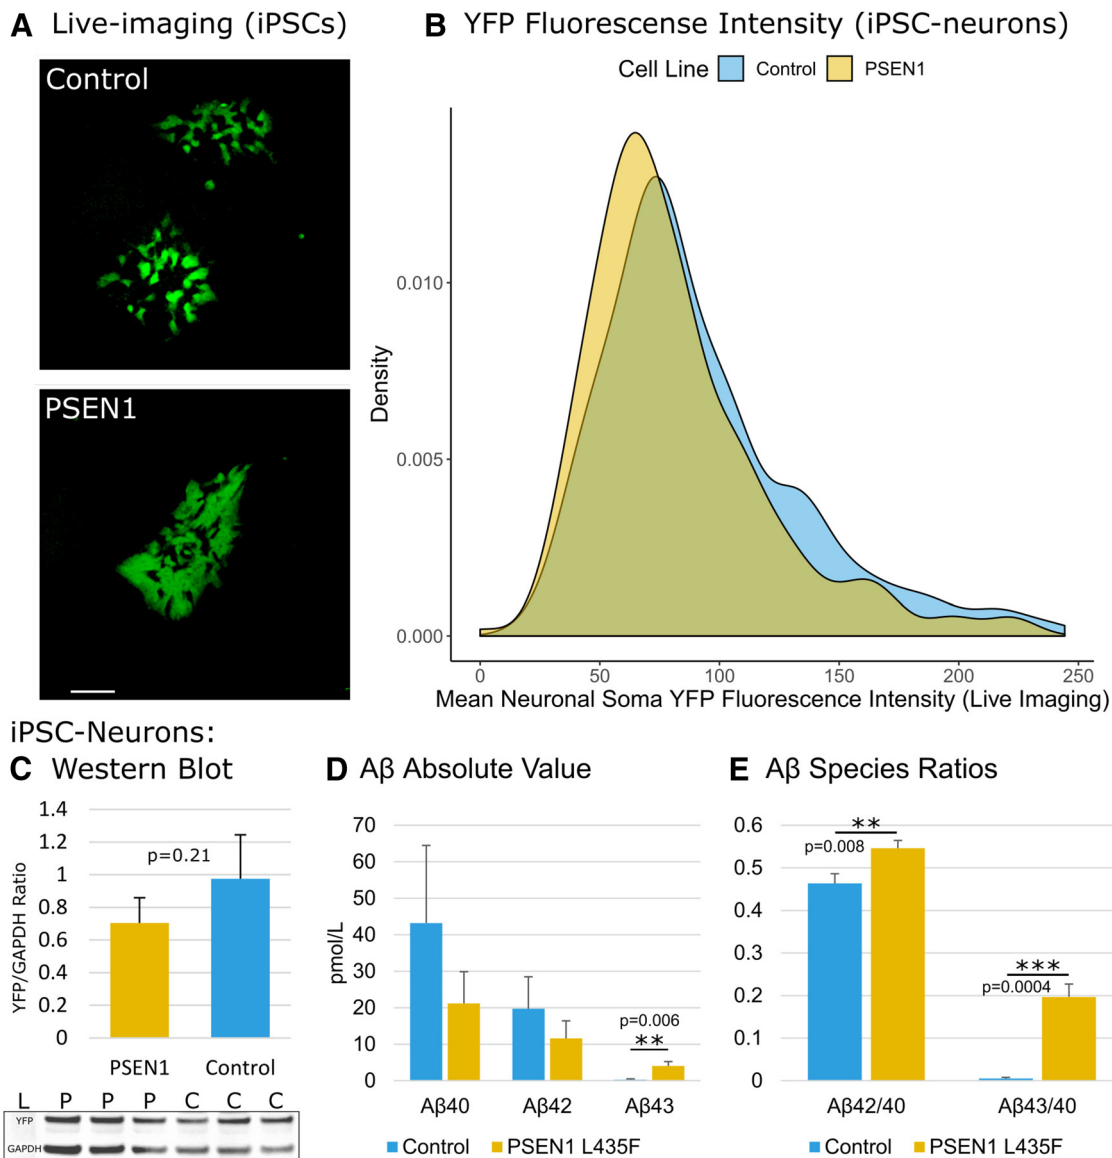 A Live-imaging (iPSCs)
Control
PSEN1
B YFP Fluorescense Intensity (iPSC-neurons)
Cell Line Control PSEN1
Density
0.010
0.005
0.000
0 50 100 150 200 250
Mean Neuronal Soma YFP Fluorescence Intensity (Live Imaging)
iPSC-Neurons:
C Western Blot
YFP/GAPDH Ratio
1.4
1.2
1
0.8
0.6
0.4
0.2
0
p=0.21
PSEN1 Control
L P P P C C C
YFP
GAPDH
D Aβ Absolute Value
pmol/L
70
60
50
40
30
20
10
0
p=0.006
**
Aβ40 Aβ42 Aβ43
Control PSEN1 L435F
E Aβ Species Ratios
0.6
0.5
0.4
0.3
0.2
0.1
0
**
p=0.008
***
p=0.0004
Aβ42/40 Aβ43/40
Control PSEN1 L435F